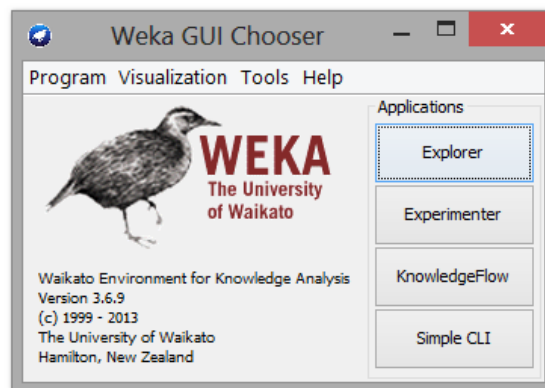 Weka GUI Chooser
Program Visualization Tools Help
WEKA
The University
of Waikato
Waikato Environment for Knowledge Analysis
Version 3.6.9
(c) 1999 - 2013
The University of Waikato
Hamilton, New Zealand
Applications
Explorer
Experimenter
KnowledgeFlow
Simple CLI